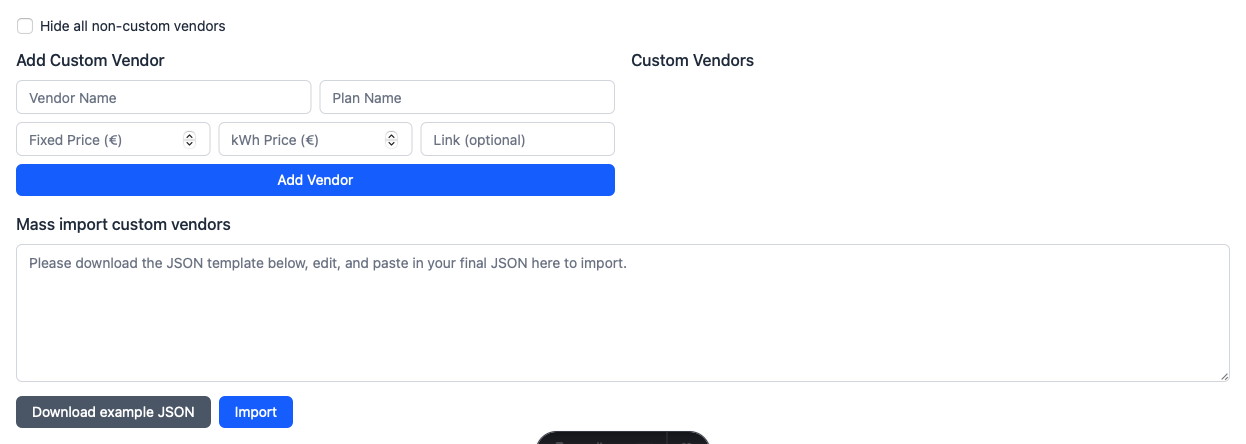 Hide all non-custom vendors
Add Custom Vendor
Custom Vendors
Vendor Name
Plan Name
Fixed Price (€)
kWh Price (€)
Link (optional)
Add Vendor
Mass import custom vendors
Please download the JSON template below, edit, and paste in your final JSON here to import.
Download example JSON
Import